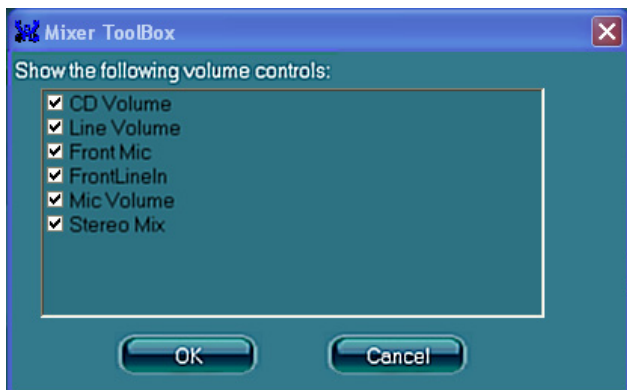 Mixer ToolBox
Show the following volume controls:
CD Volume
Line Volume
Front Mic
FrontLineIn
Mic Volume
Stereo Mix
OK Cancel